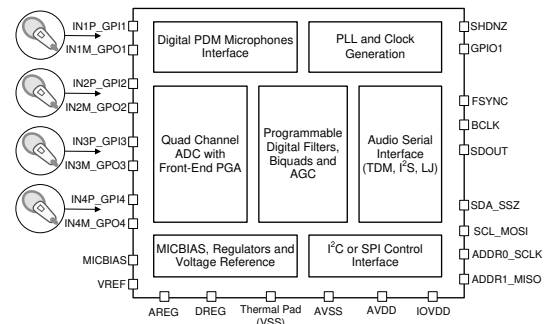 IN1P_GPI1
IN1M_GPO1
IN2P_GPI2
IN2M_GPO2
IN3P_GPI3
IN3M_GPO3
IN4P_GPI4
IN4M_GPO4
MICBIAS
VREF
Digital PDM Microphones
Interface
PLL and Clock
Generation
Quad Channel
ADC with
Front-End PGA
Programmable
Digital Filters,
Biquads and
AGC
Audio Serial
Interface
(TDM, I²S, LJ)
MICBIAS, Regulators and
Voltage Reference
I²C or SPI Control
Interface
SHDNZ
GPIO1
FSYNC
BCLK
SDOUT
SDA_SSZ
SCL_MOSI
ADDR0_SCLK
ADDR1_MISO
AREG
DREG
Thermal Pad
(VSS)
AVSS
AVDD
IOVDD